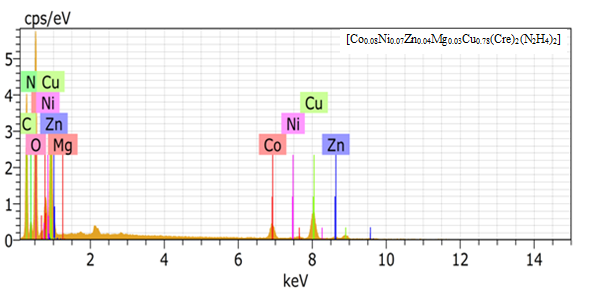 cps/eV
[Co0.08Ni0.07Zn0.04Mg0.03Cu0.78(Cre)2(N2H4)2]
5
4
3
2
1
0
N Cu
Ni
C Zn
O Mg
Cu
Ni
Co Zn
2 4 6 8 10 12 14
keV